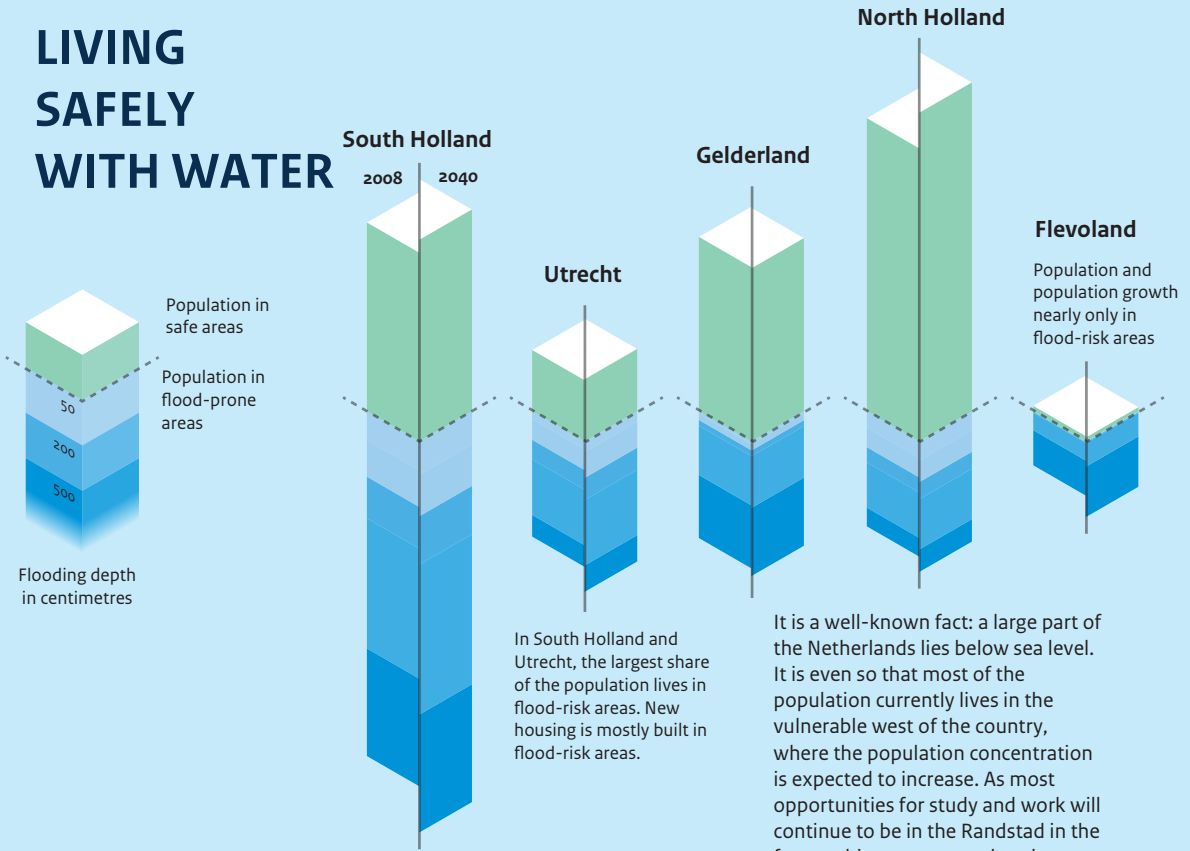 LIVING
SAFELY
WITH WATER
South Holland
2008
2040
Utrecht
Gelderland
North Holland
Flevoland
Population and
population growth
nearly only in
flood-risk areas
Population in
safe areas
Population in
flood-prone
areas
50
200
500
Flooding depth
in centimetres
In South Holland and
Utrecht, the largest share
of the population lives in
flood-risk areas. New
housing is mostly built in
flood-risk areas.
It is a well-known fact: a large part of
the Netherlands lies below sea level.
It is even so that most of the
population currently lives in the
vulnerable west of the country,
where the population concentration
is expected to increase. As most
opportunities for study and work will
continue to be in the Randstad in the